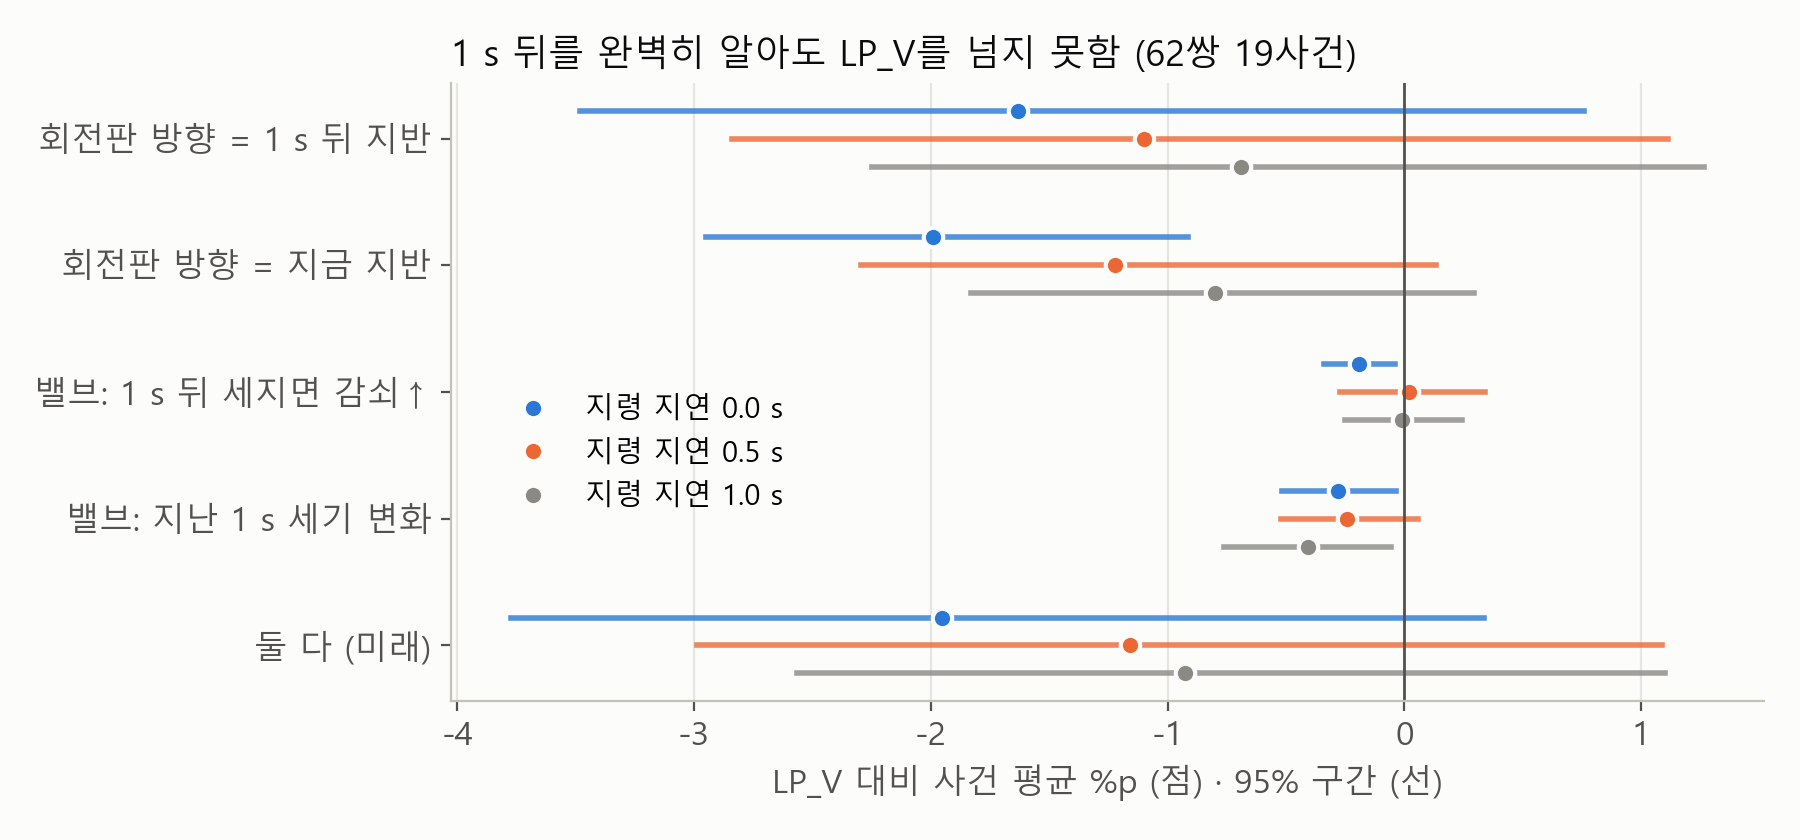 1 s 뒤를 완벽히 알아도 LP_V를 넘지 못함 (62쌍 19사건)
회전판 방향 = 1 s 뒤 지반
회전판 방향 = 지금 지반
밸브: 1 s 뒤 세지면 감쇠↑
밸브: 지난 1 s 세기 변화
둘 다 (미래)
지령 지연 0.0 s
지령 지연 0.5 s
지령 지연 1.0 s
-4 -3 -2 -1 0 1
LP_V 대비 사건 평균 %p (점) · 95% 구간 (선)